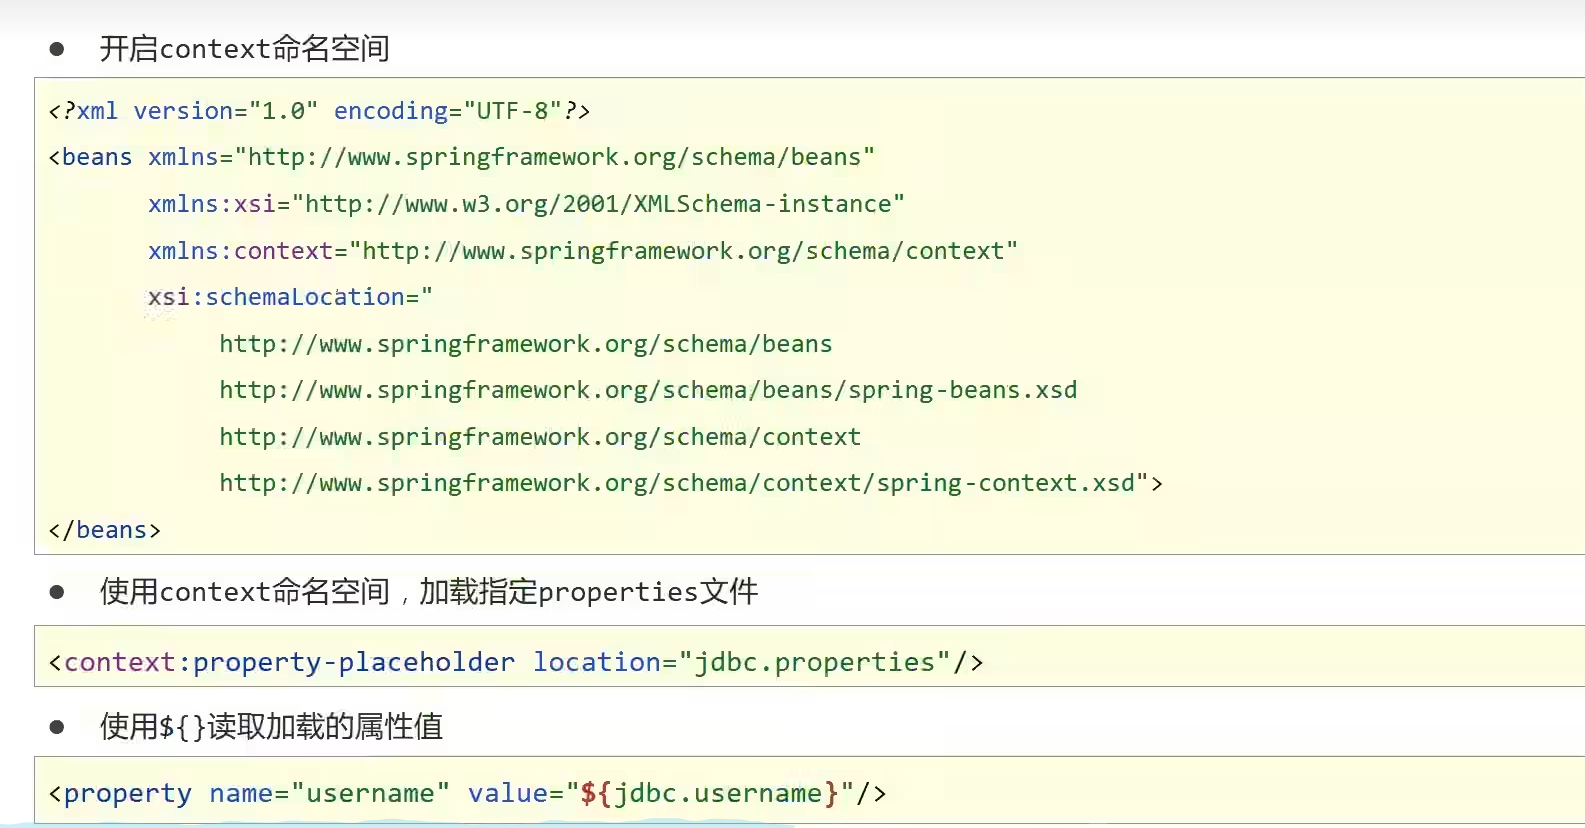 ● 开启context命名空间
<?xml version="1.0" encoding="UTF-8"?>
<beans xmlns="http://www.springframework.org/schema/beans"
xmlns:xsi="http://www.w3.org/2001/XMLSchema-instance"
xmlns:context="http://www.springframework.org/schema/context"
xsi:schemaLocation="
http://www.springframework.org/schema/beans
http://www.springframework.org/schema/beans/spring-beans.xsd
http://www.springframework.org/schema/context
http://www.springframework.org/schema/context/spring-context.xsd">
</beans>
● 使用context命名空间，加载指定properties文件
<context:property-placeholder location="jdbc.properties"/>
● 使用${}读取加载的属性值
<property name="username" value="${jdbc.username}"/>